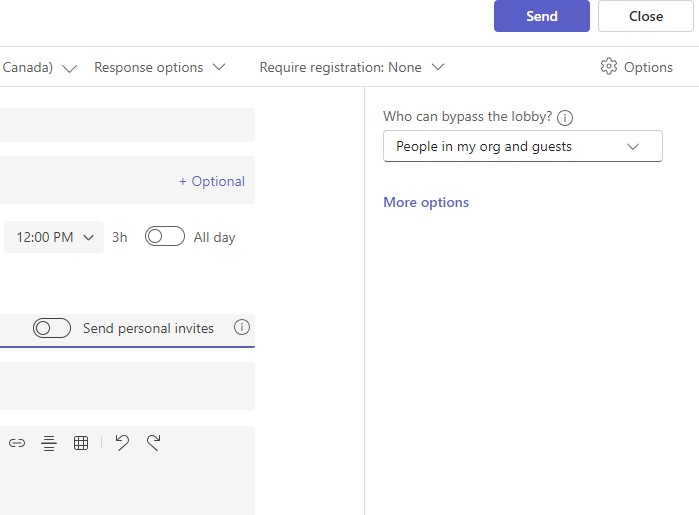 Send Close
Canada) Response options Require registration: None Options
Who can bypass the lobby?
People in my org and guests
+ Optional
More options
12:00 PM 3h All day
Send personal invites